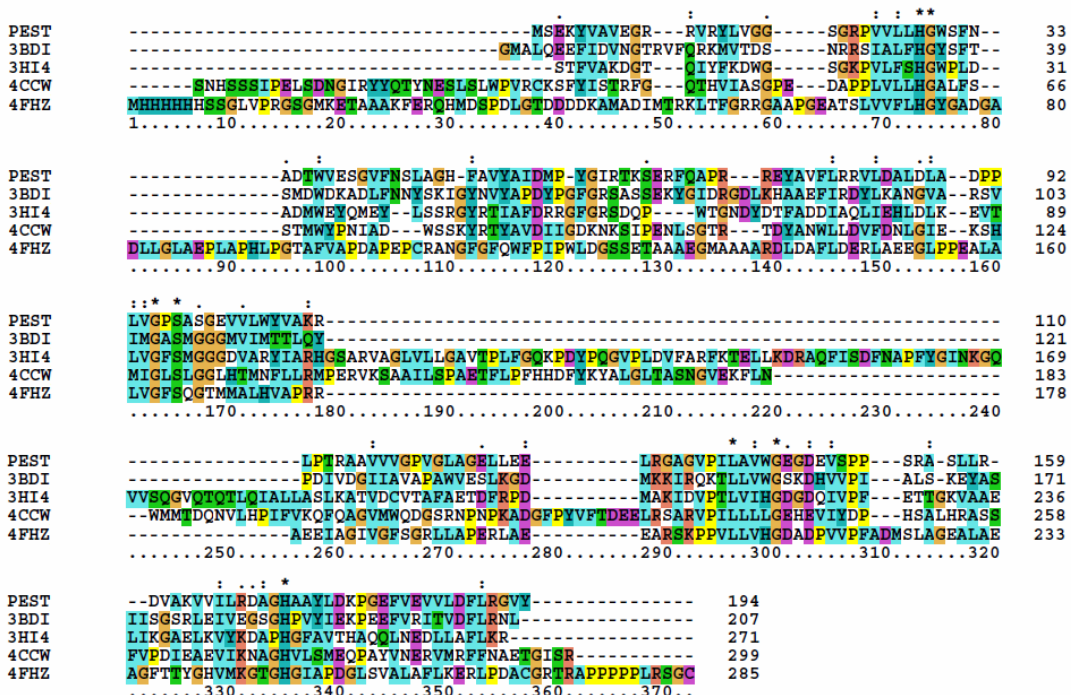 . : . : : **
PEST -------------------------------------MSEKYVAVEGR---RVRYLVGG-----SGRPVVLLHGWSFN-- 33
3BDI ----------------------------------GMALQEEFIDVNGTRVFQRKMVTDS-----NRRSIALFHGYSFT-- 39
3HI4 ---------------------------------------STFVAKDGT---QIYFKDWG-----SGKPVLFSHGWPLD-- 31
4CCW ------SNHSSSIPELSDNGIRYYQTYNESLSLWPVRCKSFYISTRFG---QTHVIASGPE---DAPPLVLLHGALFS-- 66
4FHZ MHHHHHHSSGLVPRGSGMKETAAAKFERQHMDSPDLGTDDDDKAMADIMTRKLTFGRRGAAPGEATSLVVFLHGYGADGA 80
1.......10........20........30........40........50........60........70........80
. : : . : : .:
PEST --------------ADTWVESGVFNSLAGH-FAVYAIDMP-YGIRTKSERFQAPR---REYAVFLRRVLDALDLA--DPP 92
3BDI --------------SMDWDKADLFNNYSKIGYNVYAPDYPGFGRSASSEKYGIDRGDLKHAAEFIRDYLKANGVA--RSV 103
3HI4 --------------ADMWEYQMEY--LSSRGYRTIAFDRRGFGRSDQP----WTGNDYDTFADDIAQLIEHLDLK--EVT 89
4CCW --------------STMWYPNIAD--WSSKYRTYAVDIIGDKNKSIPENLSGTR----TDYANWLLDVFDNLGIE--KSH 124
4FHZ DLLGLAEPLAPHLPGTAFVAPDAPEPCRANGFGFQWFPIPWLDGSSETAAAEGMAAAARDLDAFLDERLAEEGLPPEALA 160
........90.......100.......110.......120.......130.......140.......150.......160
::* *. . :
PEST LVGPSASGEVVLWYVAKR-------------------------------------------------------------- 110
3BDI IMGASMGGGMVIMTTLQY-------------------------------------------------------------- 121
3HI4 LVGFSMGGGDVARYIARHGSARVAGLVLLGAVTPLFGQKPDYPQGVPLDVFARFKTELLKDRAQFISDFNAPFYGINKGQ 169
4CCW MIGLSLGGLHTMNFLLRMPERVKSAAILSPAETFLPFHHDFYKYALGLTASNGVEKFLN--------------------- 183
4FHZ LVGFSQGTMMALHVAPRR-------------------------------------------------------------- 178
.......170.......180.......190.......200.......210.......220.......230.......240
: . : * :*. : : :
PEST ----------------LPTRAAVVVGPVGLAGELLEE----------LRGAGVPILAVWGEGDEVSPP---SRA-SLLR- 159
3BDI ----------------PDIVDGIIAVAPAWVESLKGD----------MKKIRQKTLLVWGSKDHVVPI---ALS-KEYAS 171
3HI4 VVSQGVQTQTLQIALLASLKATVDCVTAFAETDFRPD----------MAKIDVPTLVIHGDGDQIVPF---ETTGKVAAE 236
4CCW --WMMTDQNVLHPIFVKQFQAGVMWQDGSRNPNPKADGFPYVFTDEELRSARVPILLLLGEHEVIYDP---HSALHRASS 258
4FHZ ---------------AEEIAGIVGFSGRLLAPERLAE----------EARSKPPVLLVHGDADPVVPFADMSLAGEALAE 233
.......250.......260.......270.......280.......290.......300.......310.......320
: .. . * :
PEST --DVAKVVILRDAGHAAYLDKPGEFVEVVLDFLRGVY--------------- 194
3BDI IISGSRLEIVEGSGHPVYIEKPEEFVRITVDFLRNL---------------- 207
3HI4 LIKGAELKVYKDAPHGFAVTHAQQLNEDLLAFLKR----------------- 271
4CCW FVPDIEAEVIKNAGHVLSMEQPAYVNERVMRFFNAETGISR----------- 299
4FHZ AGFTTYGHVMKGTGHGIAPDGLSVALAFLKERLPDACGRTRAPPPPPLRSGC 285
.......330.......340.......350.......360.......370..